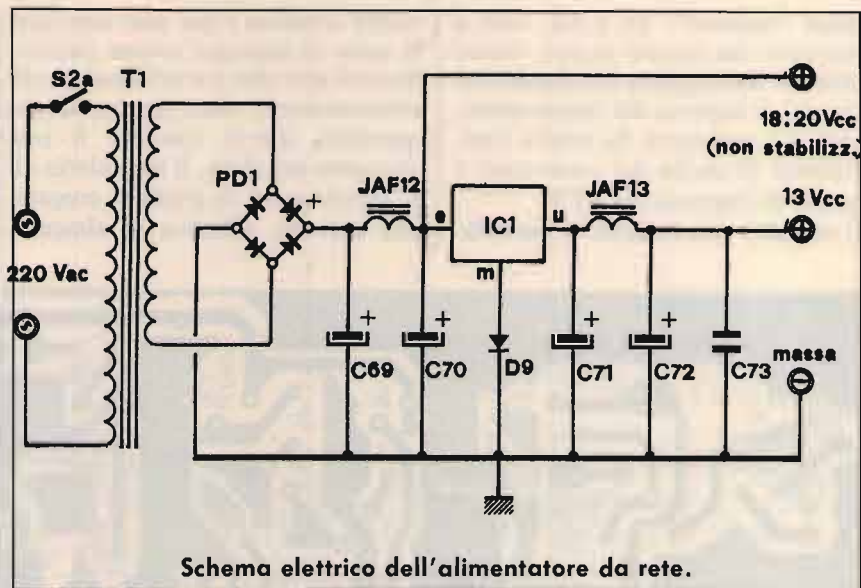 S2a T1
18÷20Vcc
(non stabilizz.)
PD1
+
JAF12
JAF13
13 Vcc
e
IC1
u
m
220 Vac
+
C69
+
C70
D9
+
C71
+
C72
C73
massa
Schema elettrico dell'alimentatore da rete.